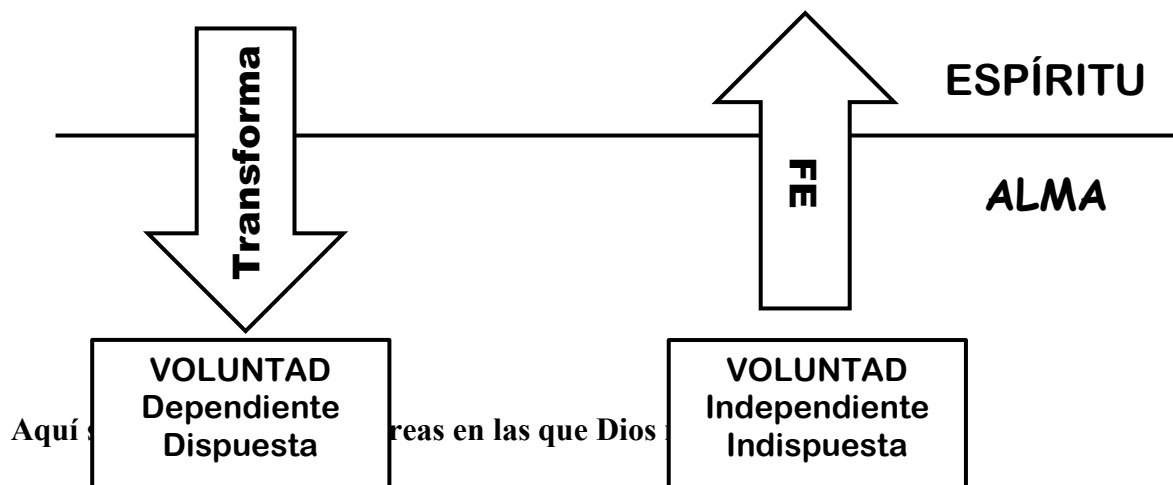 Transforma
FE
ESPÍRITU
ALMA
VOLUNTAD
Dependiente
Dispuesta
VOLUNTAD
Independiente
Indispuesta
Aquí reas en las que Dios